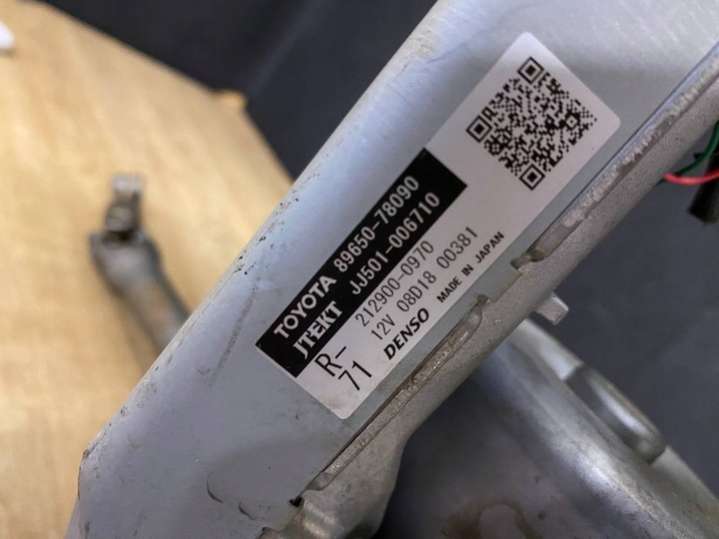 TOYOTA 89650-78090
JTEKT JJ501-006710
R-71
212900-0970
12V 08D18 00381
DENSO MADE IN JAPAN